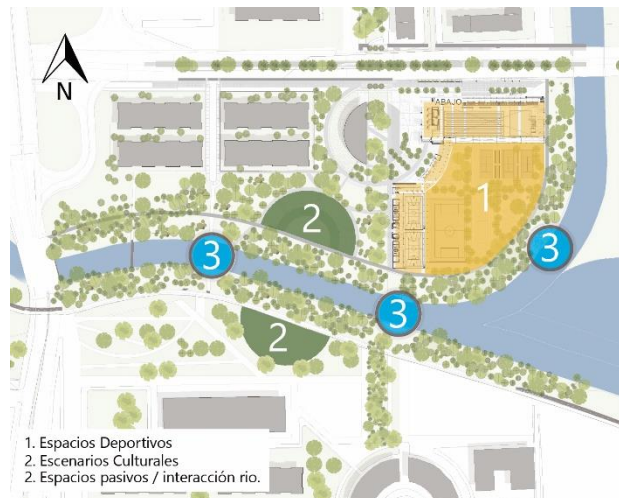 N
ABAJO
1
2
3
3
3
2
1. Espacios Deportivos
2. Escenarios Culturales
2. Espacios pasivos / interacción rio.